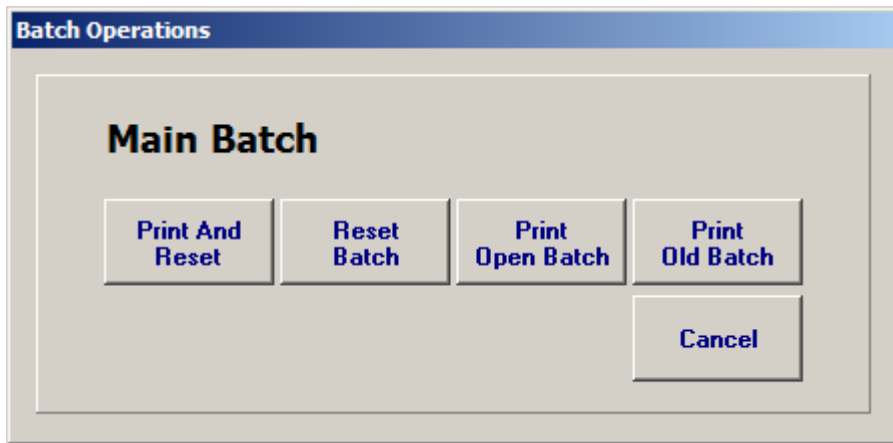 Batch Operations
Main Batch
Print And
Reset
Reset
Batch
Print
Open Batch
Print
Old Batch
Cancel